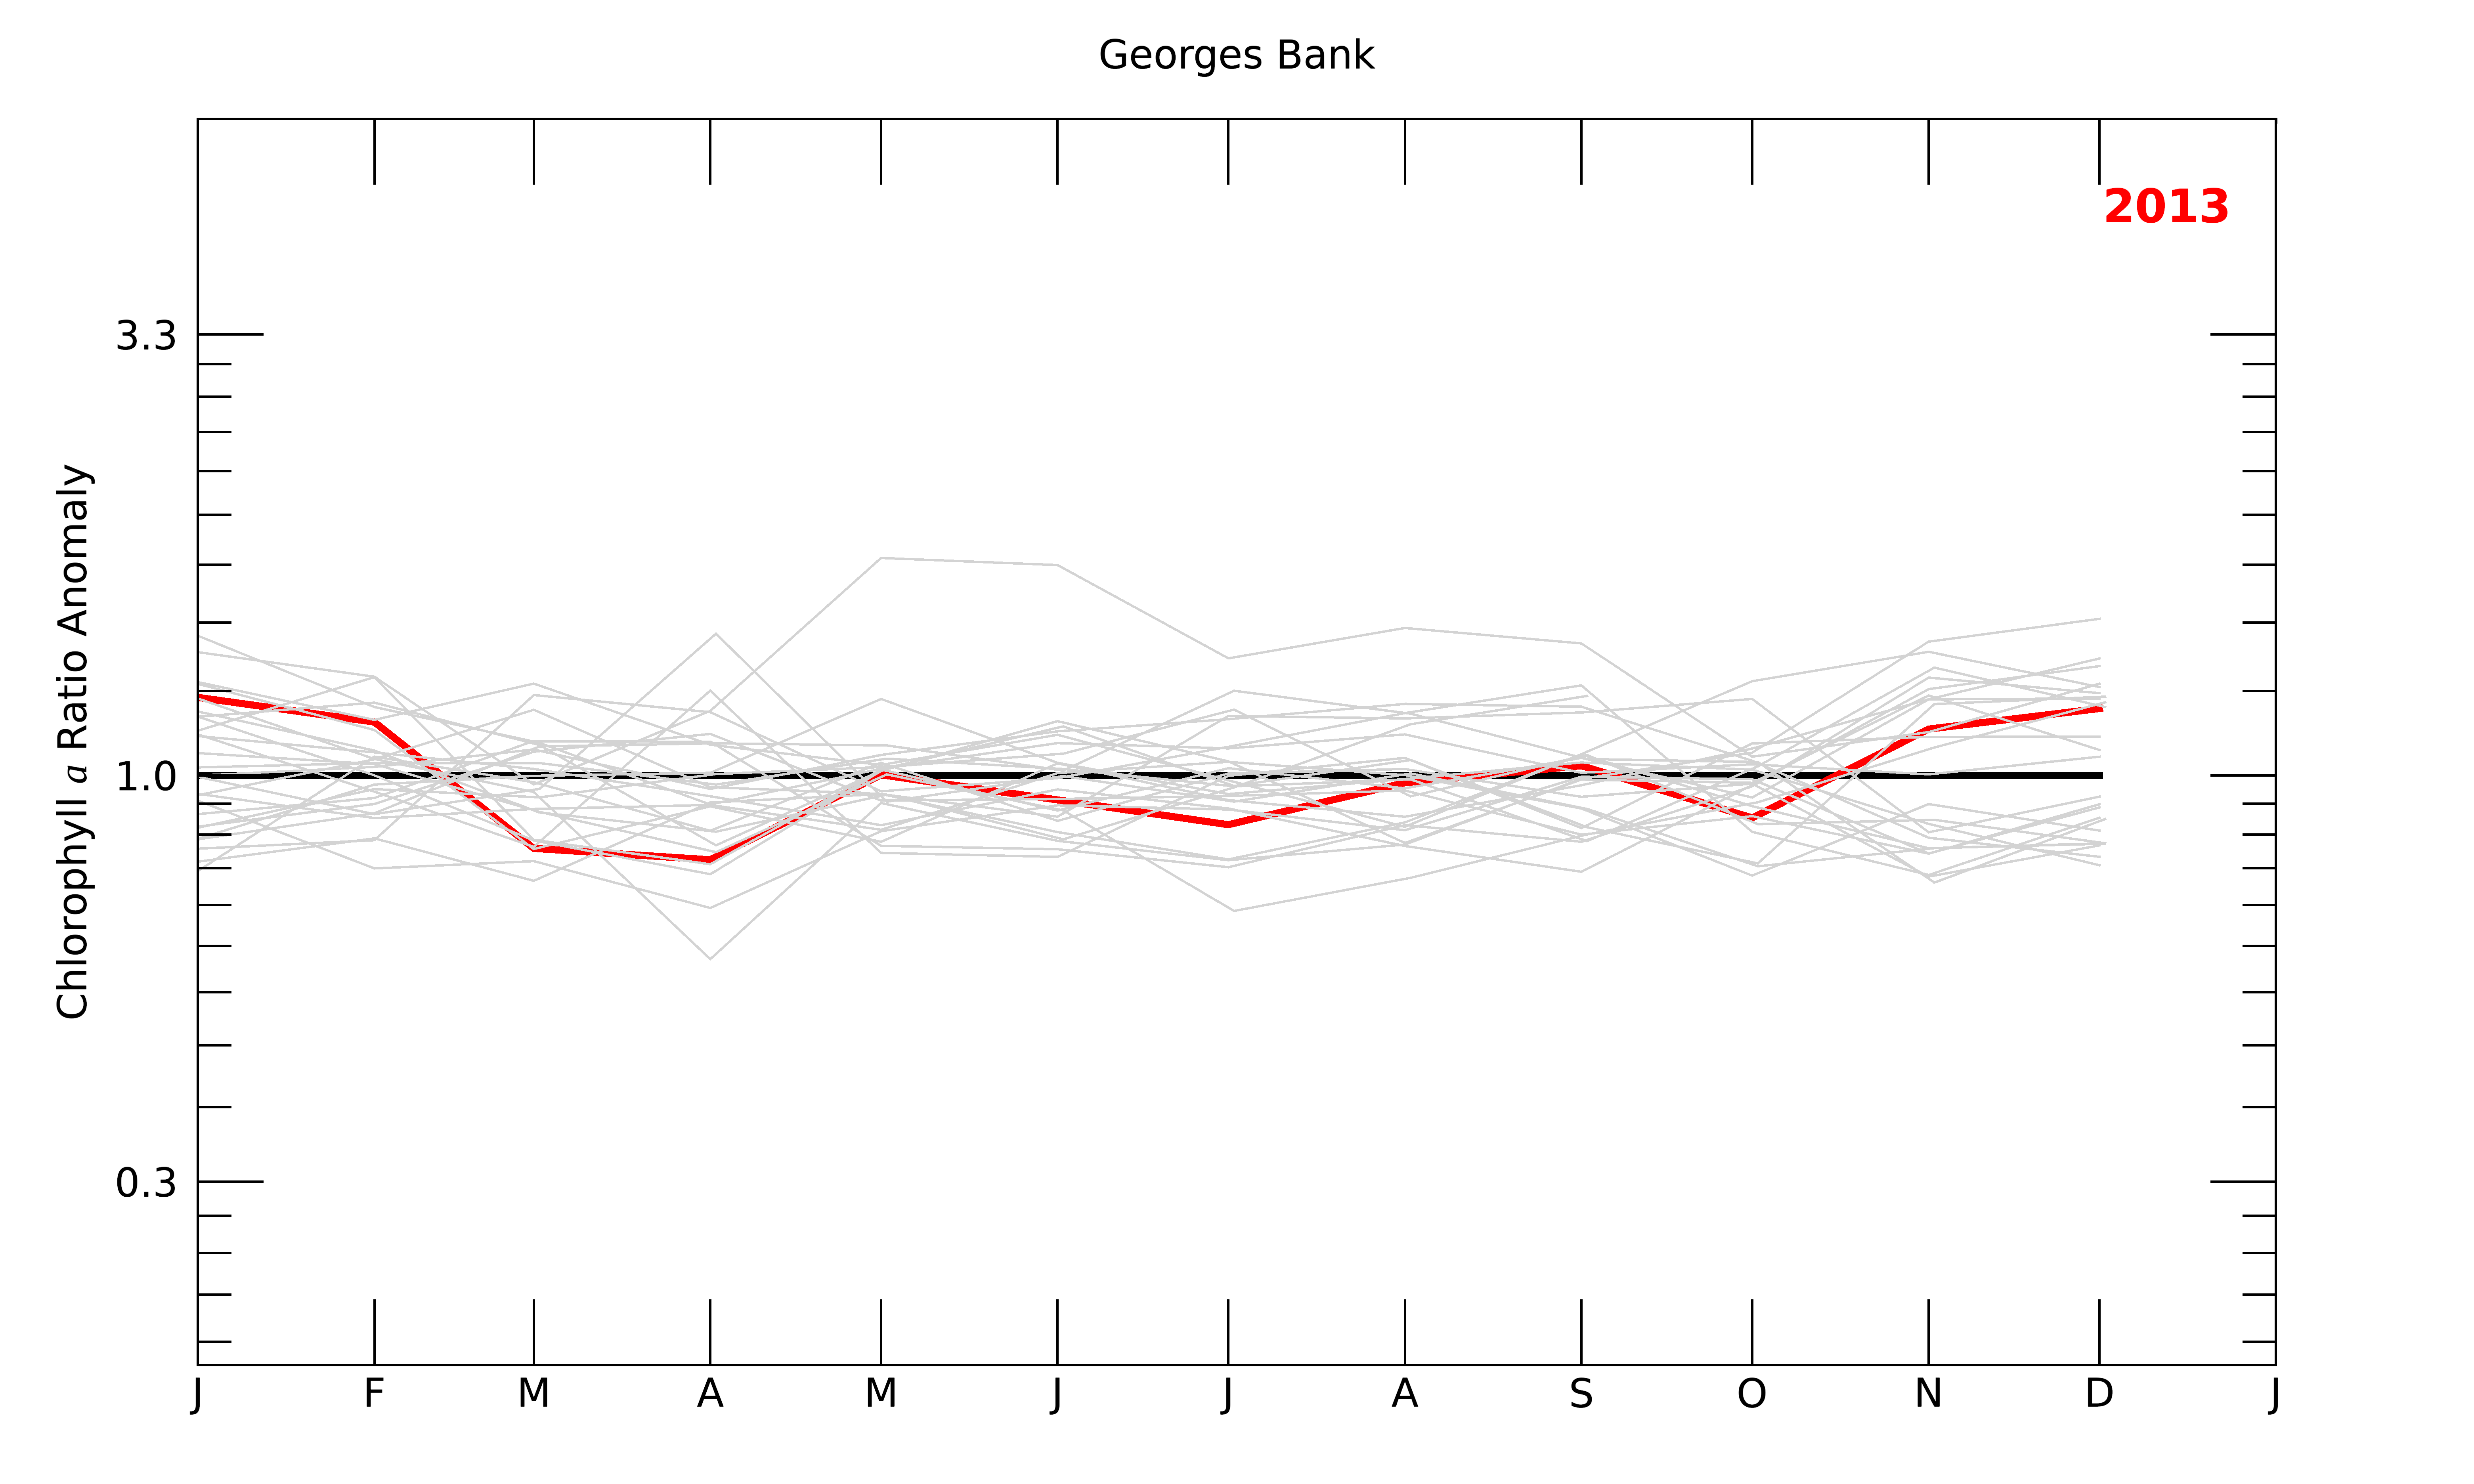 Georges Bank
2013
3.3
1.0
0.3
Chlorophyll a Ratio Anomaly
J F M A M J J A S O N D J